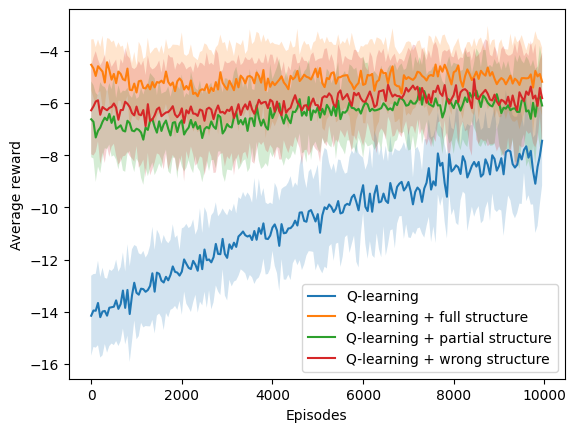 −4
−6
−8
−10
−12
−14
−16
Average reward
0
2000
4000
6000
8000
10000
Episodes
Q-learning
Q-learning + full structure
Q-learning + partial structure
Q-learning + wrong structure